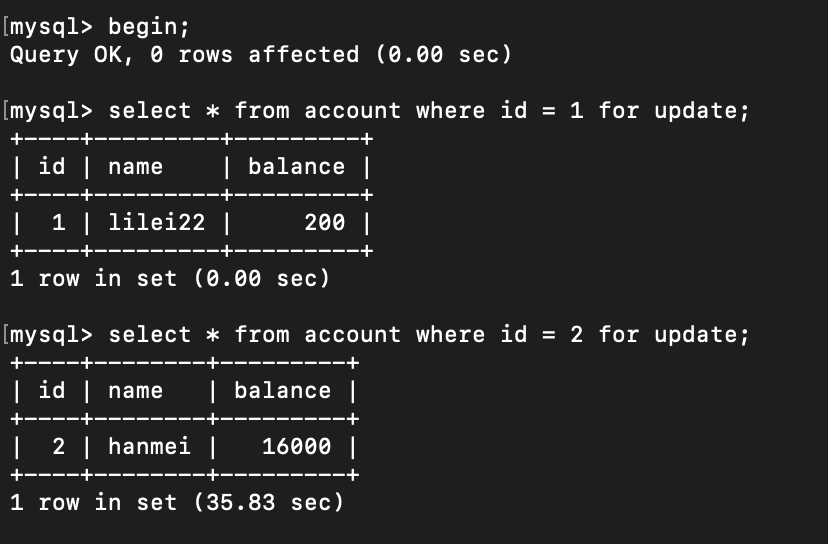 [mysql> begin;
Query OK, 0 rows affected (0.00 sec)
[mysql> select * from account where id = 1 for update;
+----+---------+---------+
| id | name    | balance |
+----+---------+---------+
|  1 | lilei22 |     200 |
+----+---------+---------+
1 row in set (0.00 sec)
[mysql> select * from account where id = 2 for update;
+----+--------+---------+
| id | name   | balance |
+----+--------+---------+
|  2 | hanmei |   16000 |
+----+--------+---------+
1 row in set (35.83 sec)